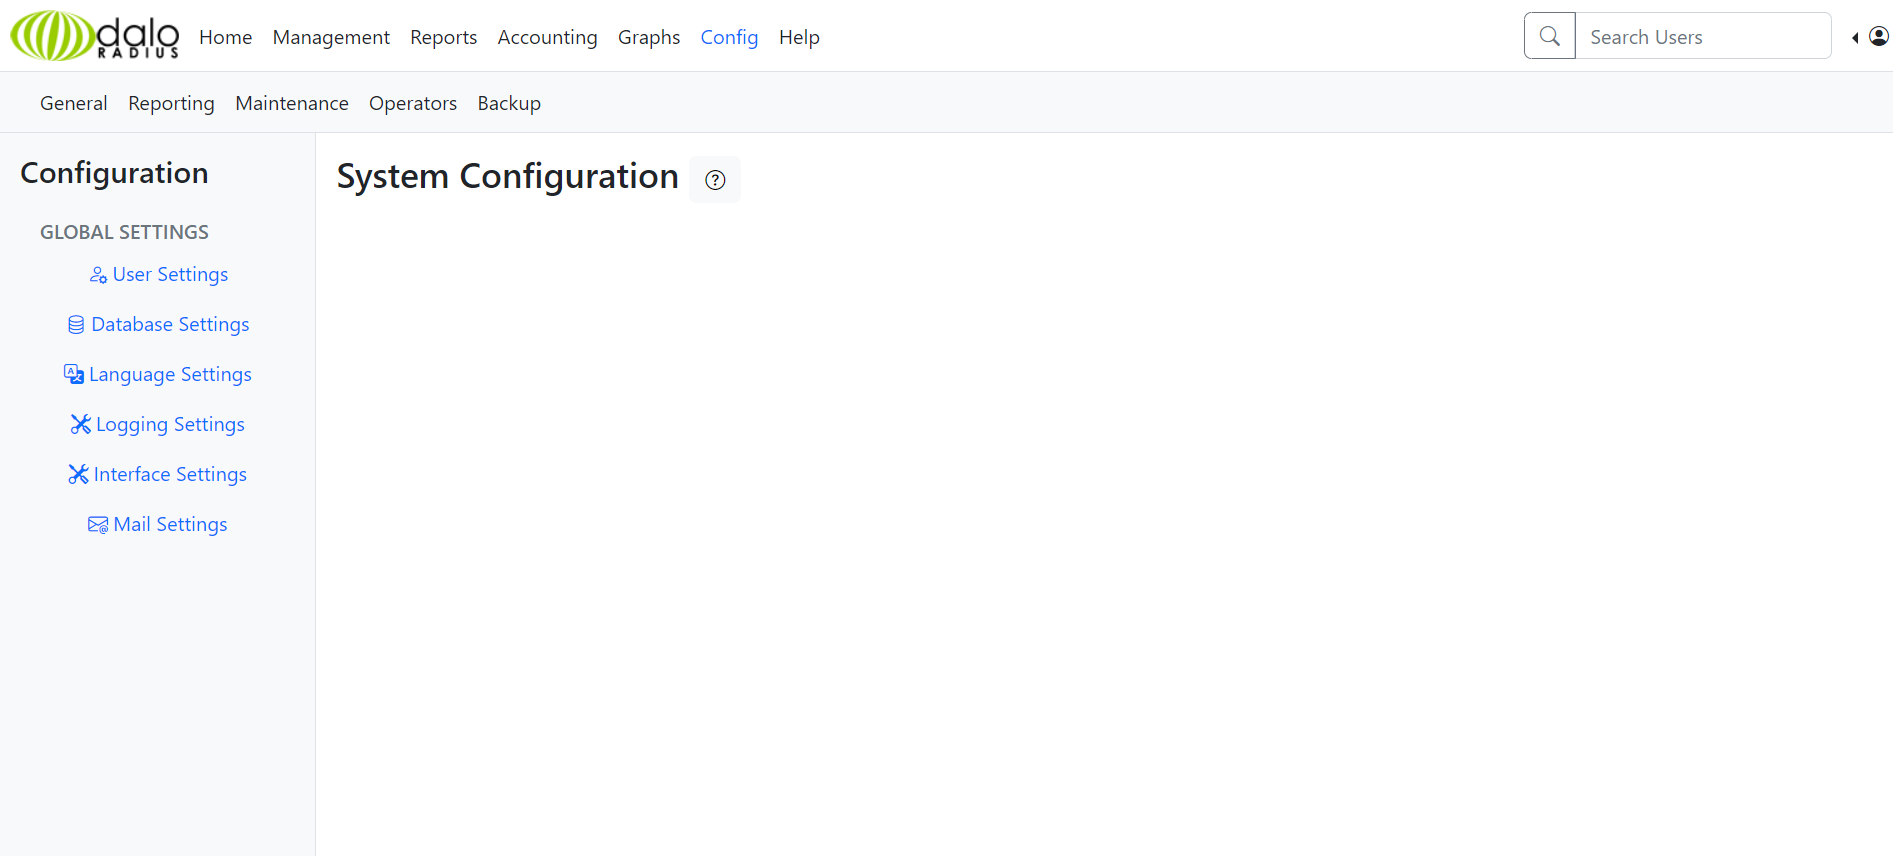 dalo RADIUS Home Management Reports Accounting Graphs Config Help Search Users
General Reporting Maintenance Operators Backup
Configuration
System Configuration
GLOBAL SETTINGS
User Settings
Database Settings
Language Settings
Logging Settings
Interface Settings
Mail Settings